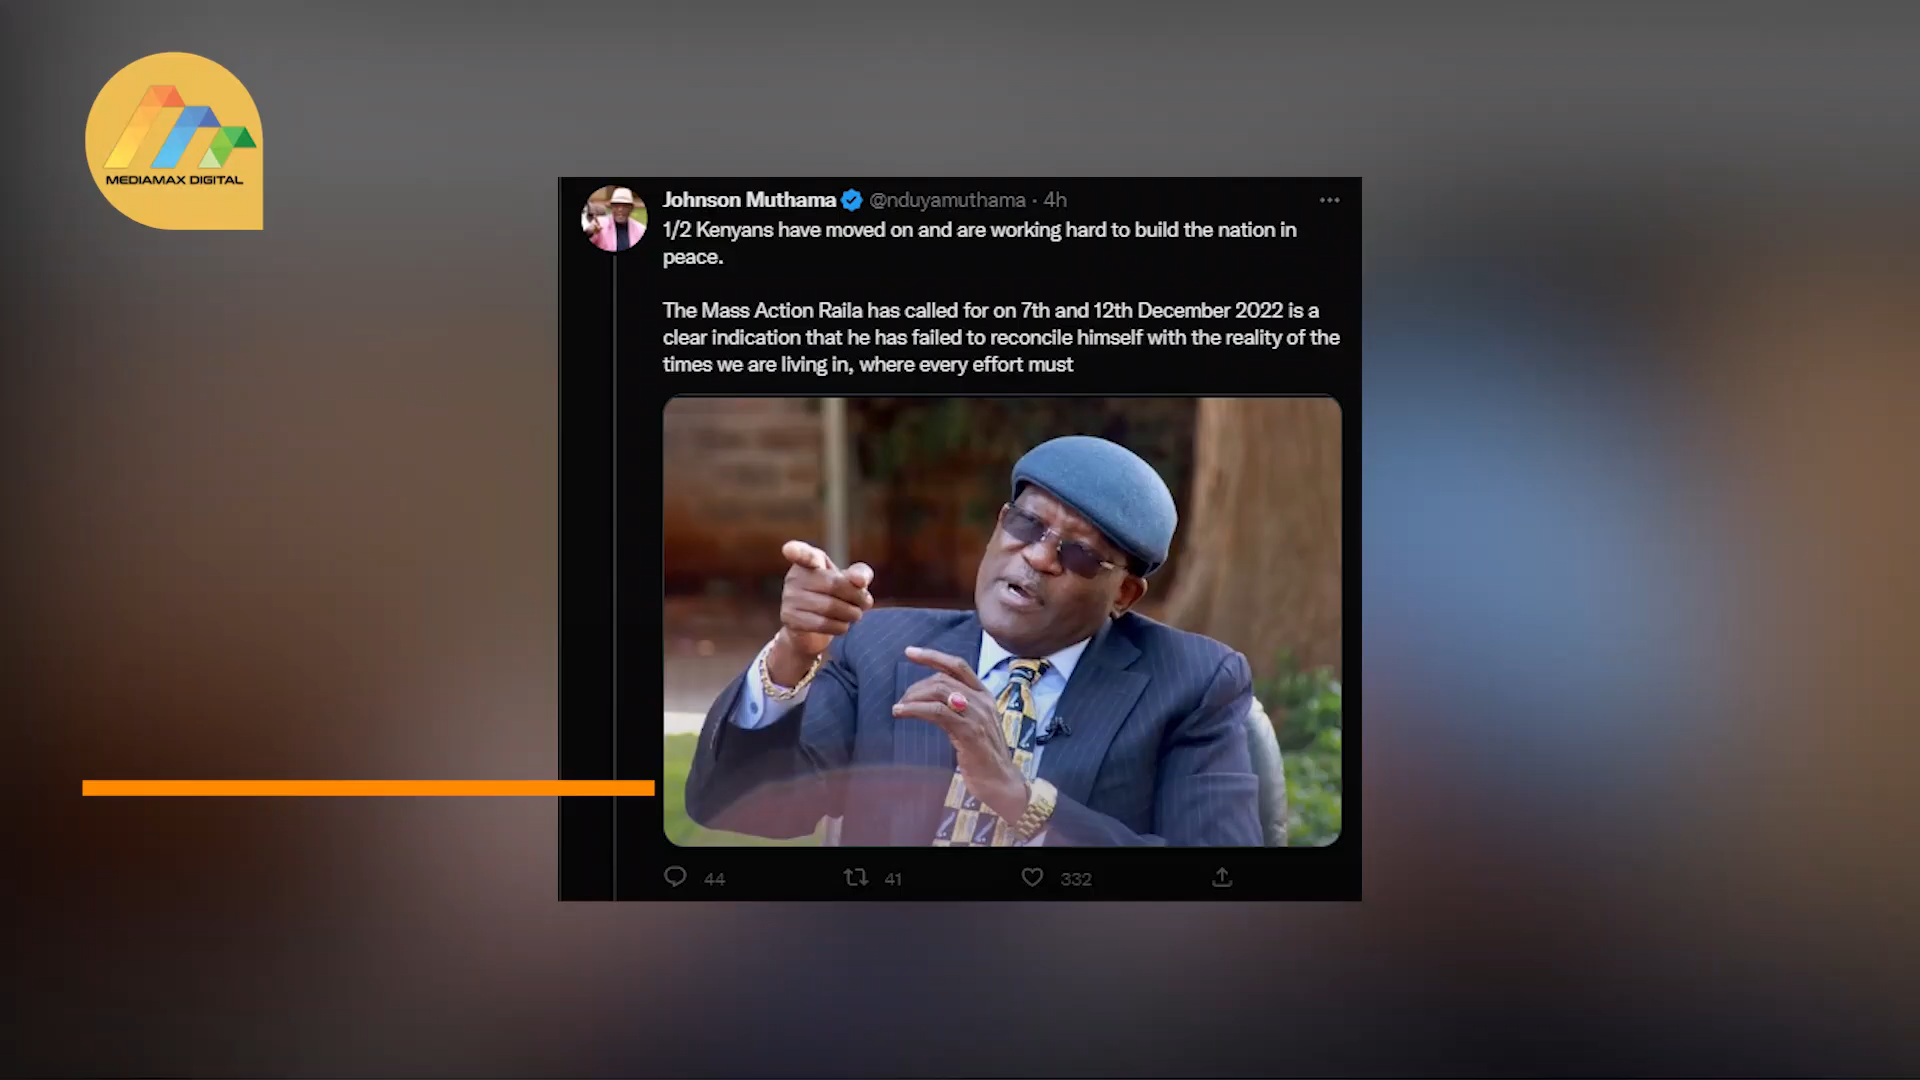 MEDIAMAX DIGITAL
Johnson Muthama @nduyamuthama · 4h
1/2 Kenyans have moved on and are working hard to build the nation in
peace.
The Mass Action Raila has called for on 7th and 12th December 2022 is a
clear indication that he has failed to reconcile himself with the reality of the
times we are living in, where every effort must
44 41 332